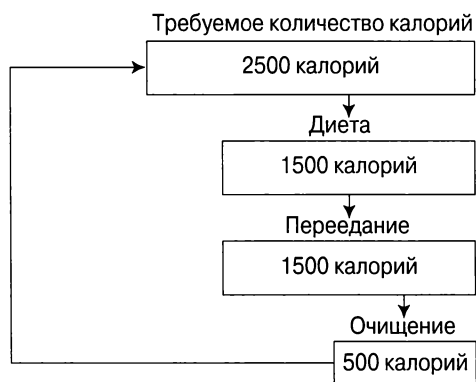 Требуемое количество калорий
2500 калорий
Диета
1500 калорий
Переедание
1500 калорий
Очищение
500 калорий